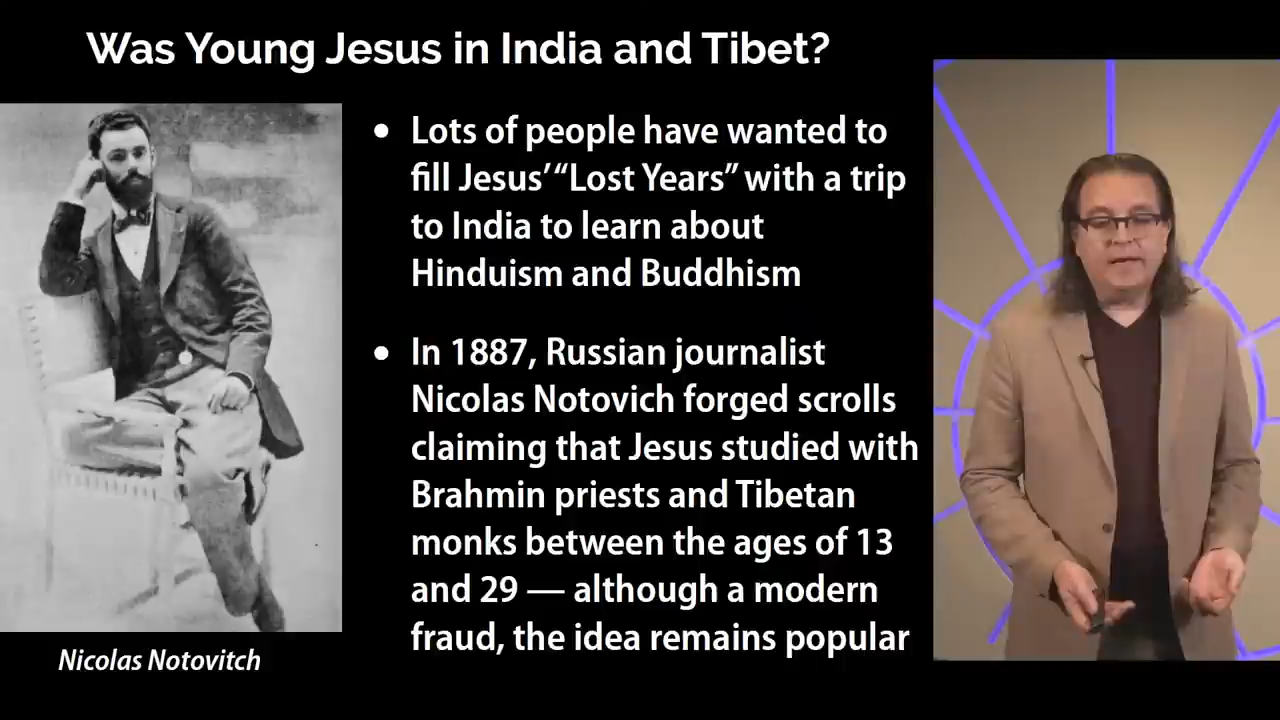 Was Young Jesus in India and Tibet?
• Lots of people have wanted to
fill Jesus’ “Lost Years” with a trip
to India to learn about
Hinduism and Buddhism
• In 1887, Russian journalist
Nicolas Notovich forged scrolls
claiming that Jesus studied with
Brahmin priests and Tibetan
monks between the ages of 13
and 29 — although a modern
fraud, the idea remains popular
Nicolas Notovitch